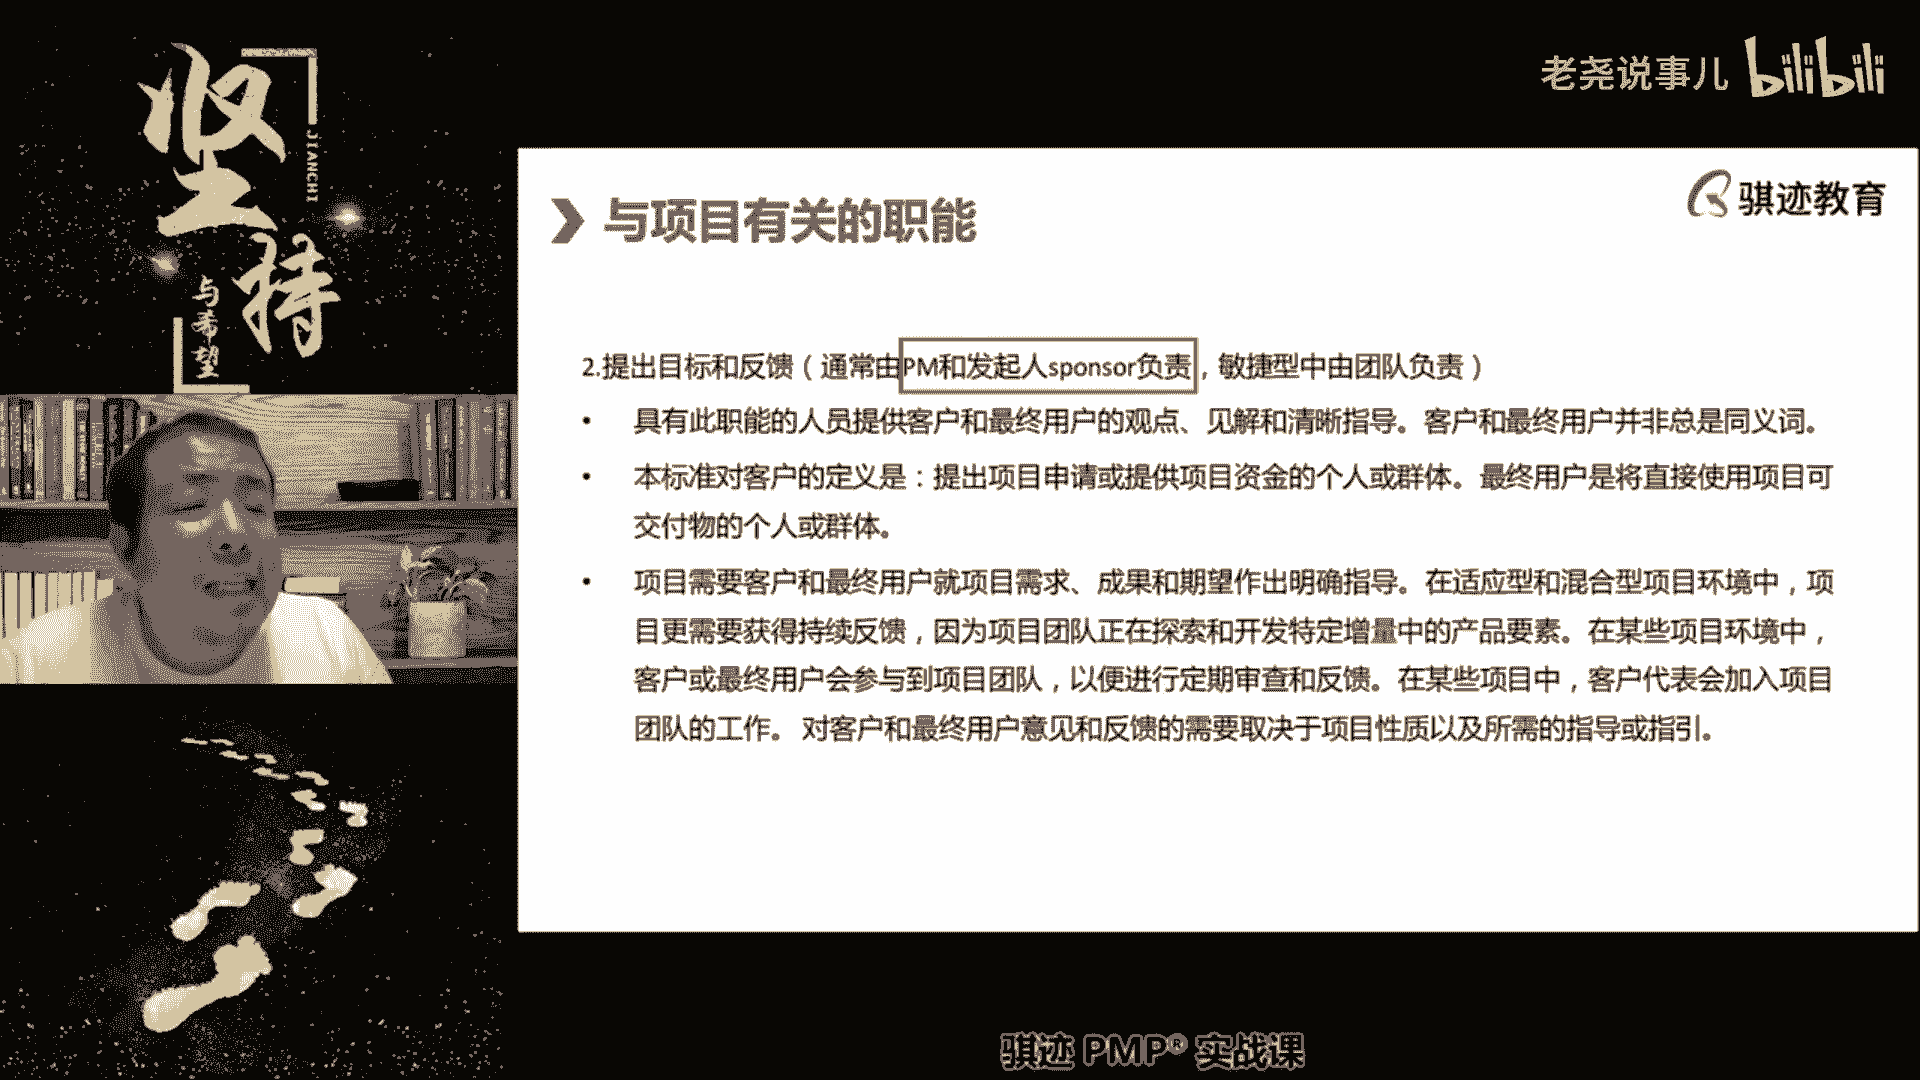 坚持
JIANCHI
与希望
老尧说事儿 bilibili
骐迹教育
与项目有关的职能
2.提出目标和反馈（通常由PM和发起人sponsor负责，敏捷型中由团队负责）
• 具有此职能的人员提供客户和最终用户的观点、见解和清晰指导。客户和最终用户并非总是同义词。
• 本标准对客户的定义是：提出项目申请或提供项目资金的个人或群体。最终用户是将直接使用项目可
交付物的个人或群体。
• 项目需要客户和最终用户就项目需求、成果和期望作出明确指导。在适应型和混合型项目环境中，项
目更需要获得持续反馈，因为项目团队正在探索和开发特定增量中的产品要素。在某些项目环境中，
客户或最终用户会参与到项目团队，以便进行定期审查和反馈。在某些项目中，客户代表会加入项目
团队的工作。 对客户和最终用户意见和反馈的需要取决于项目性质以及所需的指导或指引。
骐迹 PMP® 实战课